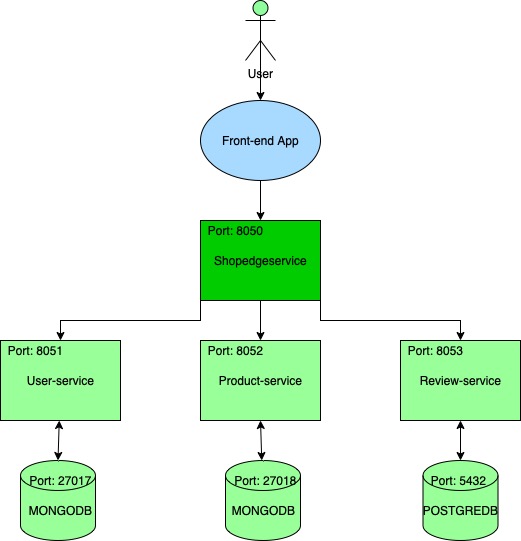 User
Front-end App
Port: 8050
Shopedgeservice
Port: 8051
User-service
Port: 8052
Product-service
Port: 8053
Review-service
Port: 27017
MONGODB
Port: 27018
MONGODB
Port: 5432
POSTGREDB